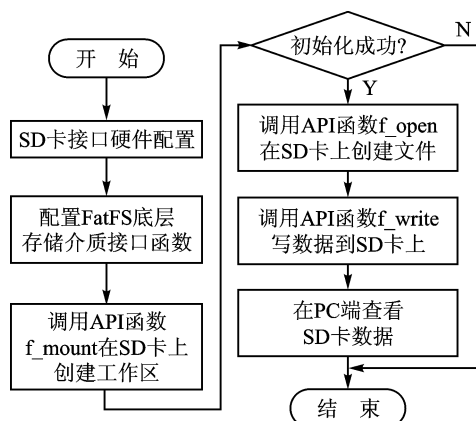 开 始
SD卡接口硬件配置
配置FatFS底层
存储介质接口函数
调用API函数
f_mount在SD卡上
创建工作区
初始化成功?
N
Y
调用API函数f_open
在SD卡上创建文件
调用API函数f_write
写数据到SD卡上
在PC端查看
SD卡数据
结 束